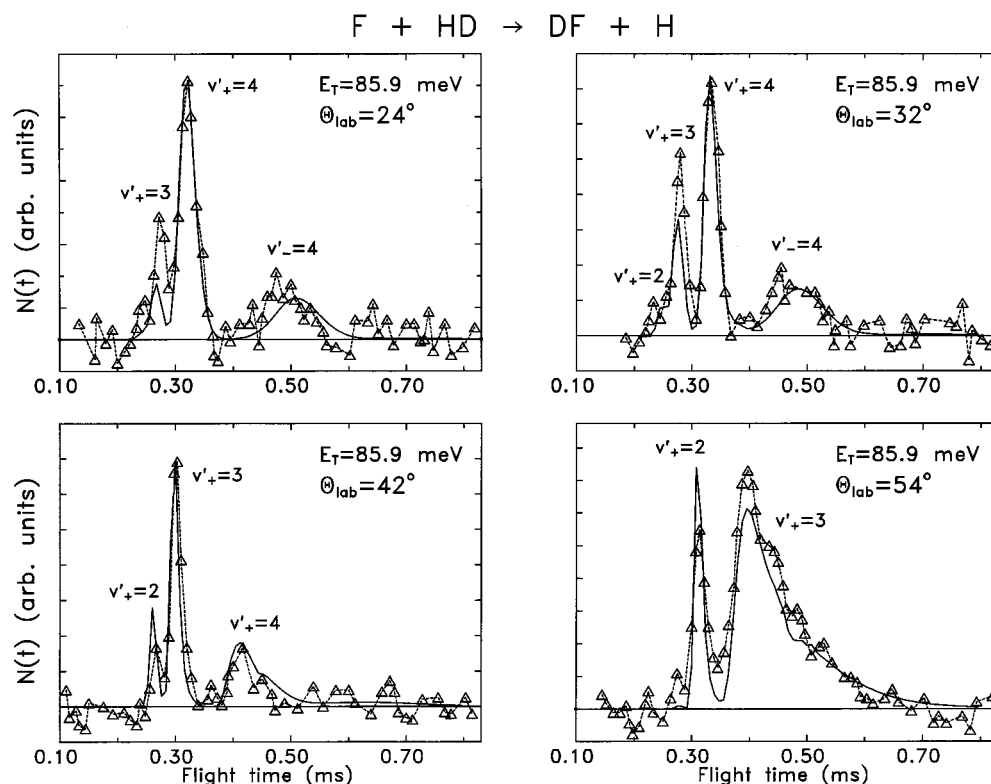 F + HD → DF + H
N(t) (arb. units)
v'₊=3
v'₊=4
E_T=85.9 meV
Θ_lab=24°
v'₋=4
0.10 0.30 0.50 0.70
v'₊=4
v'₊=3
v'₊=2
E_T=85.9 meV
Θ_lab=32°
v'₋=4
0.10 0.30 0.50 0.70
N(t) (arb. units)
v'₊=3
v'₊=2
E_T=85.9 meV
Θ_lab=42°
v'₊=4
0.10 0.30 0.50 0.70
Flight time (ms)
v'₊=2
E_T=85.9 meV
Θ_lab=54°
v'₊=3
0.10 0.30 0.50 0.70
Flight time (ms)